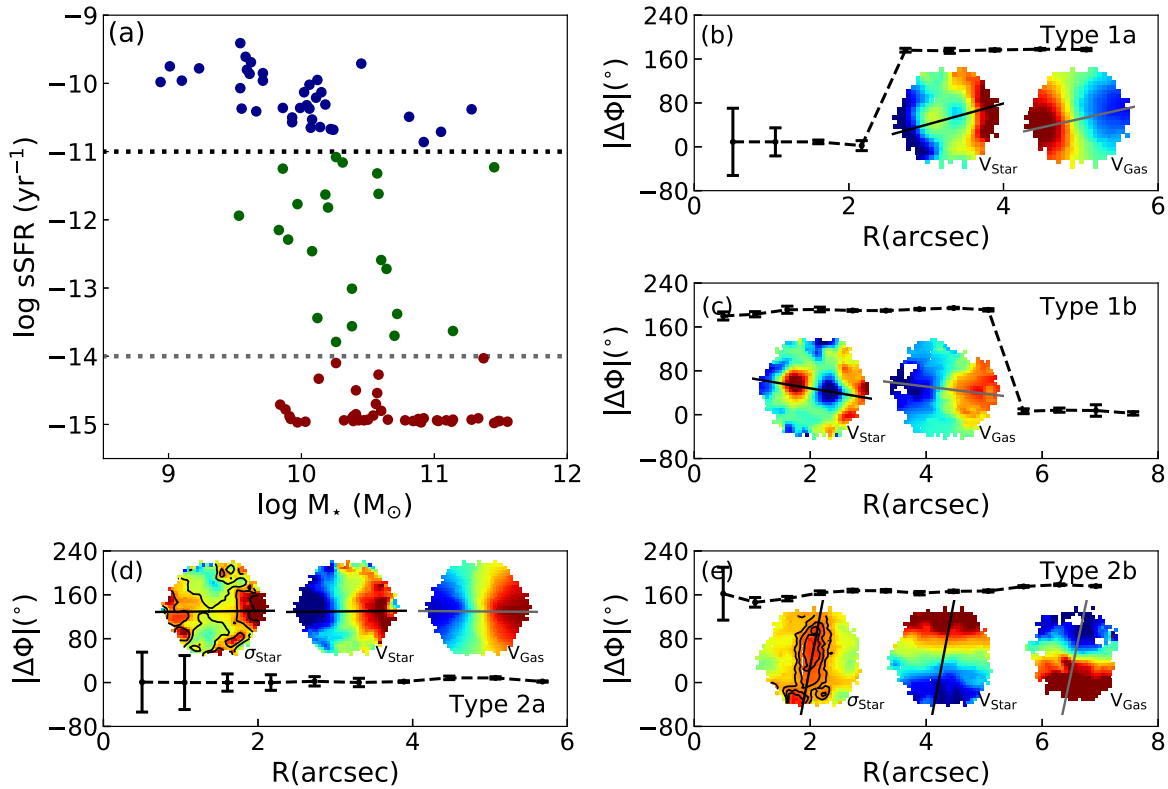 (a)
−9
−10
−11
−12
−13
−14
−15
log sSFR (yr⁻¹)
9
10
11
12
log M⋆ (M⊙)
(b)
Type 1a
240
160
80
0
−80
|ΔΦ|(°)
V_Star
V_Gas
0
2
4
6
R(arcsec)
(c)
Type 1b
240
160
80
0
−80
|ΔΦ|(°)
V_Star
V_Gas
0
2
4
6
8
R(arcsec)
(d)
Type 2a
240
160
80
0
−80
|ΔΦ|(°)
σ_Star
V_Star
V_Gas
0
2
4
6
R(arcsec)
(e)
Type 2b
240
160
80
0
−80
|ΔΦ|(°)
σ_Star
V_Star
V_Gas
0
2
4
6
8
R(arcsec)